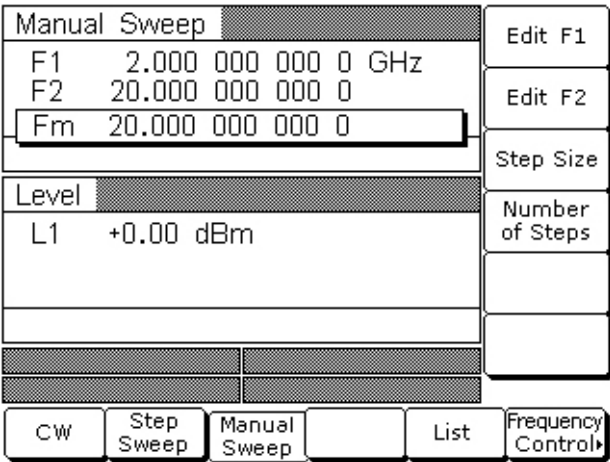 Manual Sweep
F1 2.000 000 000 0 GHz
F2 20.000 000 000 0
Fm 20.000 000 000 0
Level
L1 +0.00 dBm
Edit F1
Edit F2
Step Size
Number
of Steps
CW
Step
Sweep
Manual
Sweep
List
Frequency
Control